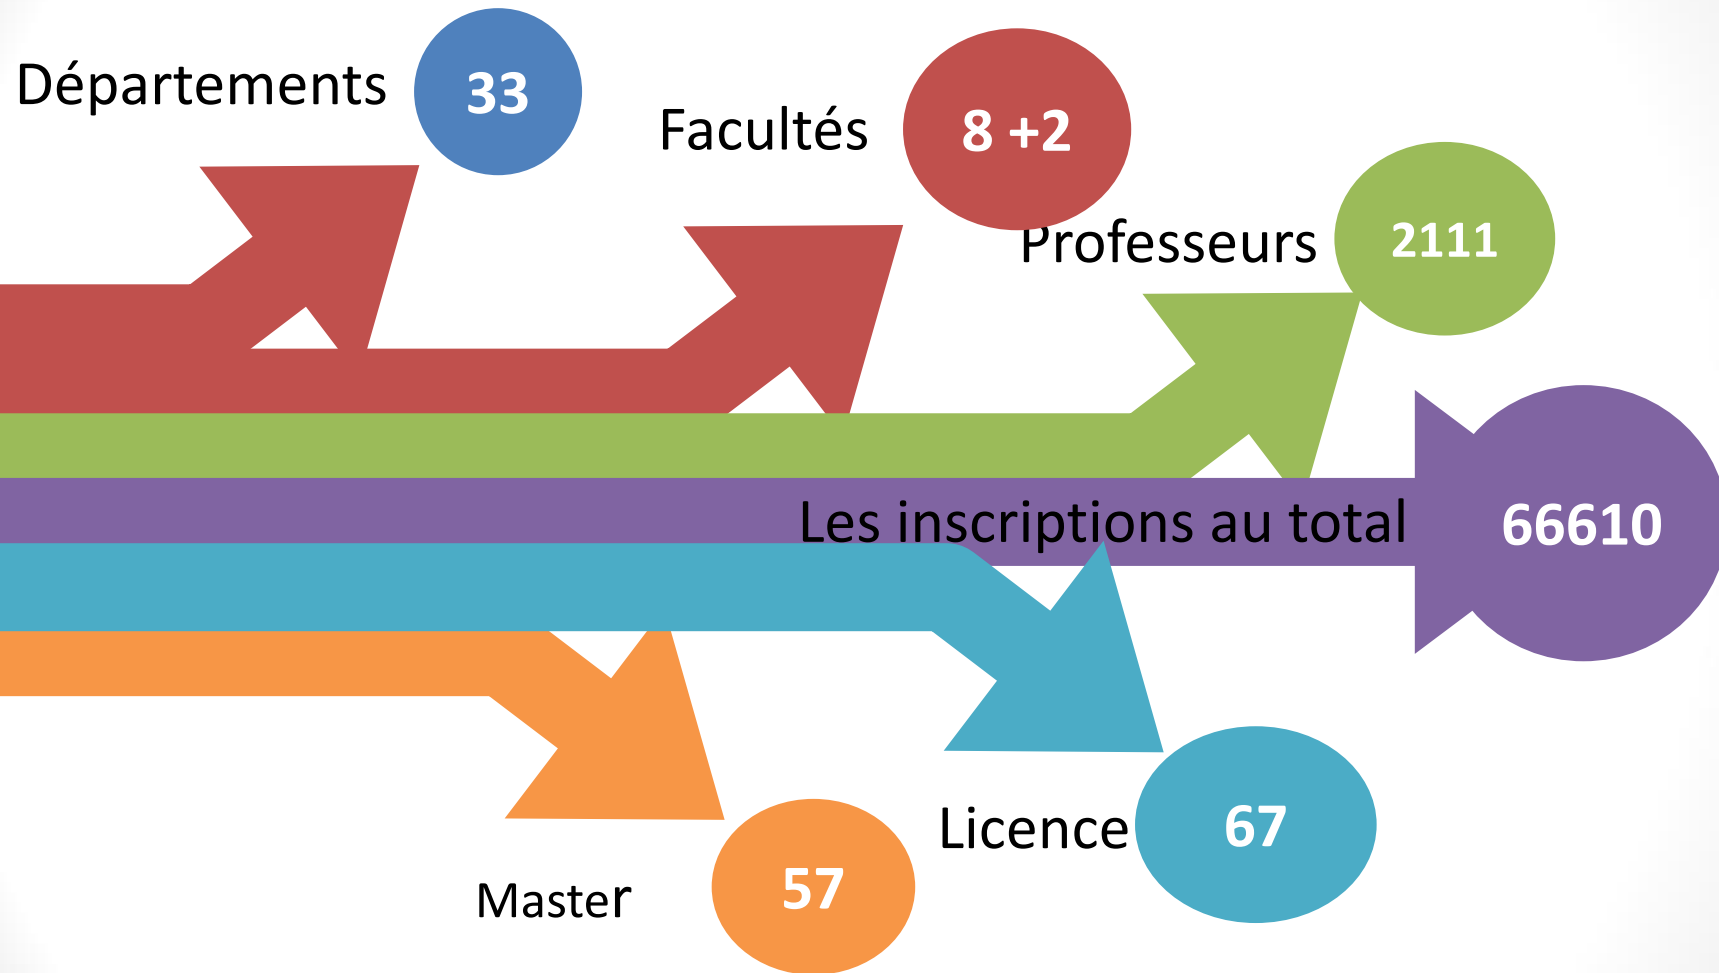 Départements
33
Facultés
8 +2
Professeurs
2111
Les inscriptions au total
66610
Licence
67
Master
57